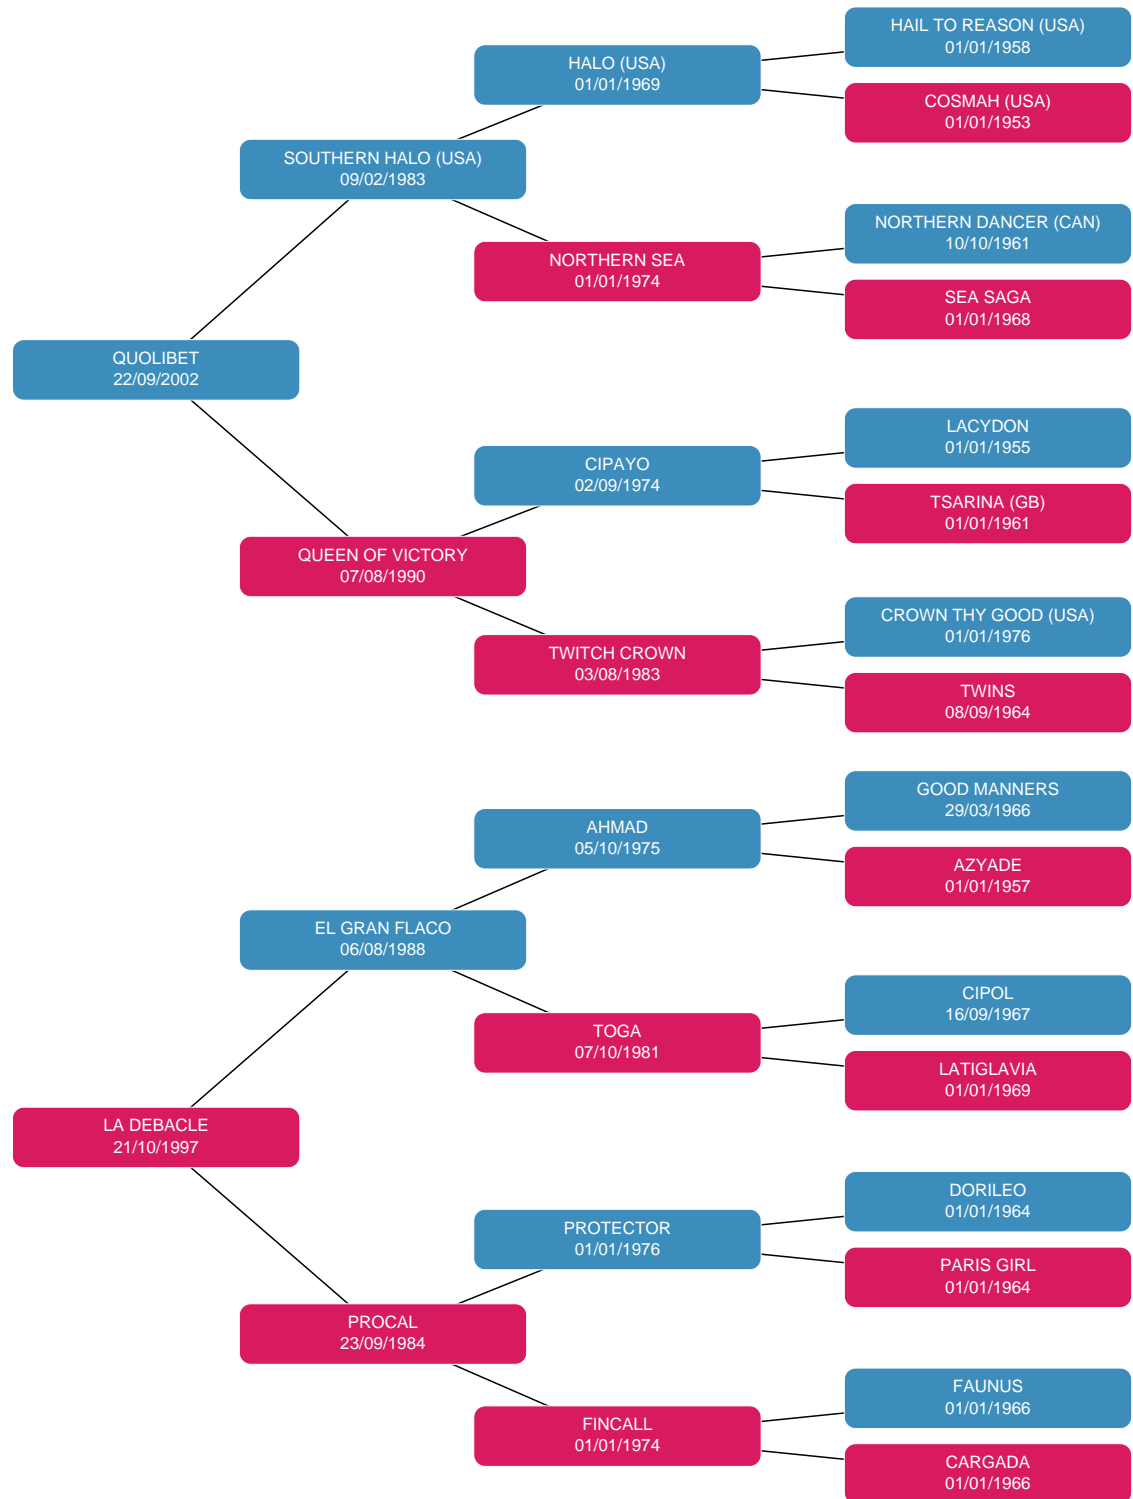 HAIL TO REASON (USA)
01/01/1958
HALO (USA)
01/01/1969
COSMAH (USA)
01/01/1953
SOUTHERN HALO (USA)
09/02/1983
NORTHERN DANCER (CAN)
10/10/1961
NORTHERN SEA
01/01/1974
SEA SAGA
01/01/1968
QUOLIBET
22/09/2002
LACYDON
01/01/1955
CIPAYO
02/09/1974
TSARINA (GB)
01/01/1961
QUEEN OF VICTORY
07/08/1990
CROWN THY GOOD (USA)
01/01/1976
TWITCH CROWN
03/08/1983
TWINS
08/09/1964
GOOD MANNERS
29/03/1966
AHMAD
05/10/1975
AZYADE
01/01/1957
EL GRAN FLACO
06/08/1988
CIPOL
16/09/1967
TOGA
07/10/1981
LATIGLAVIA
01/01/1969
LA DEBACLE
21/10/1997
DORILEO
01/01/1964
PROTECTOR
01/01/1976
PARIS GIRL
01/01/1964
PROCAL
23/09/1984
FAUNUS
01/01/1966
FINCALL
01/01/1974
CARGADA
01/01/1966